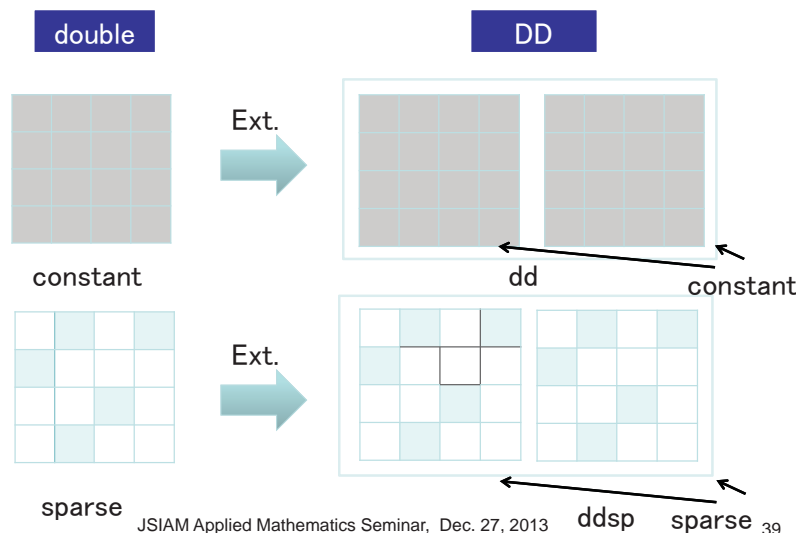 double
DD
Ext.
constant
dd
constant
Ext.
sparse
ddsp
sparse
JSIAM Applied Mathematics Seminar, Dec. 27, 2013
39